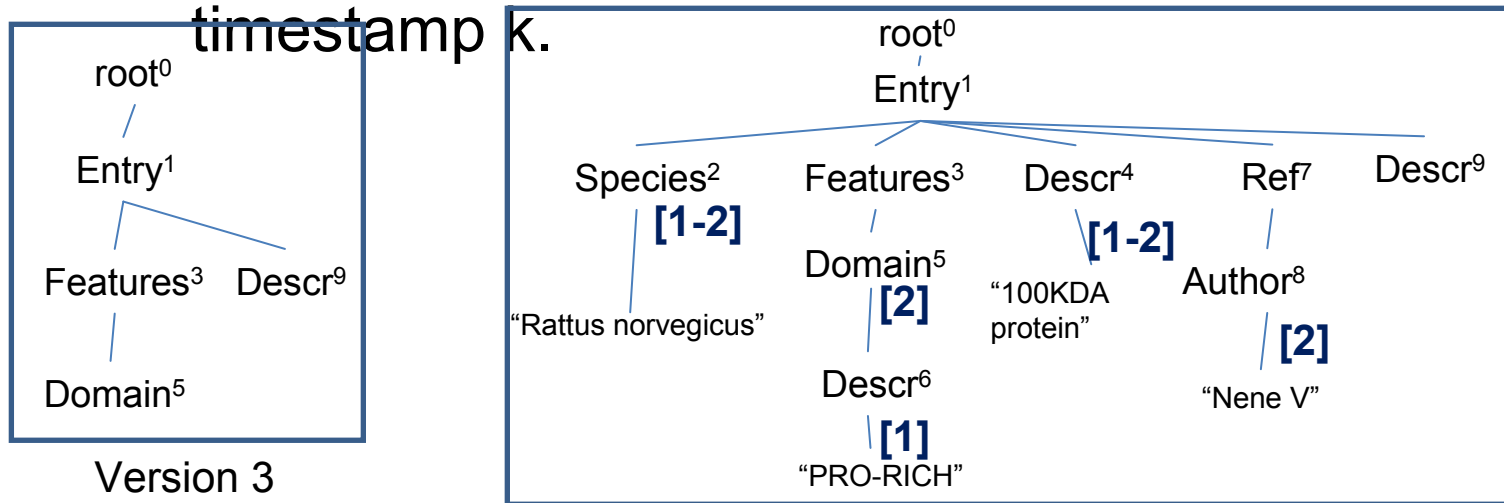 timestamp k.
root⁰
Entry¹
Features³ Descr⁹
Domain⁵
Version 3
root⁰
Entry¹
Species² Features³ Descr⁴ Ref⁷ Descr⁹
[1-2] [1-2]
Domain⁵ Author⁸
[2] [2]
“Rattus norvegicus” “100KDA
protein”
Descr⁶ “Nene V”
[1]
“PRO-RICH”